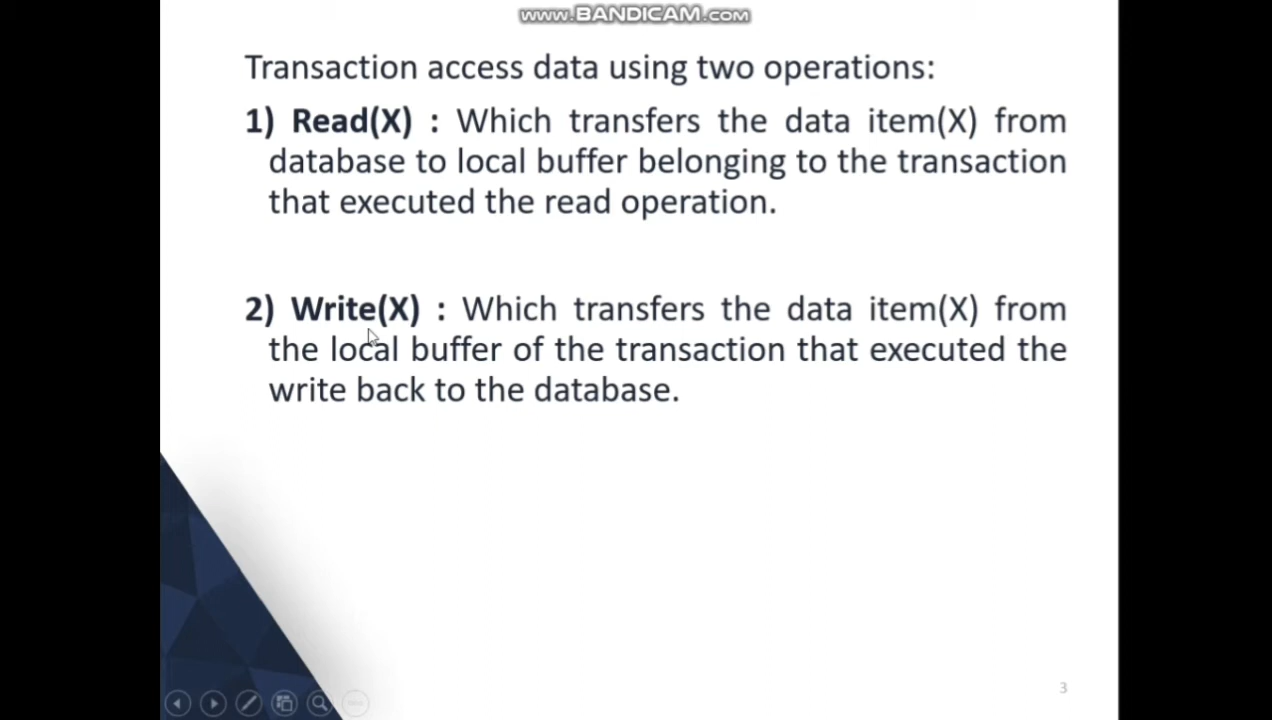 www.BANDICAM.com
Transaction access data using two operations:
1) Read(X) : Which transfers the data item(X) from
database to local buffer belonging to the transaction
that executed the read operation.
2) Write(X) : Which transfers the data item(X) from
the local buffer of the transaction that executed the
write back to the database.
3